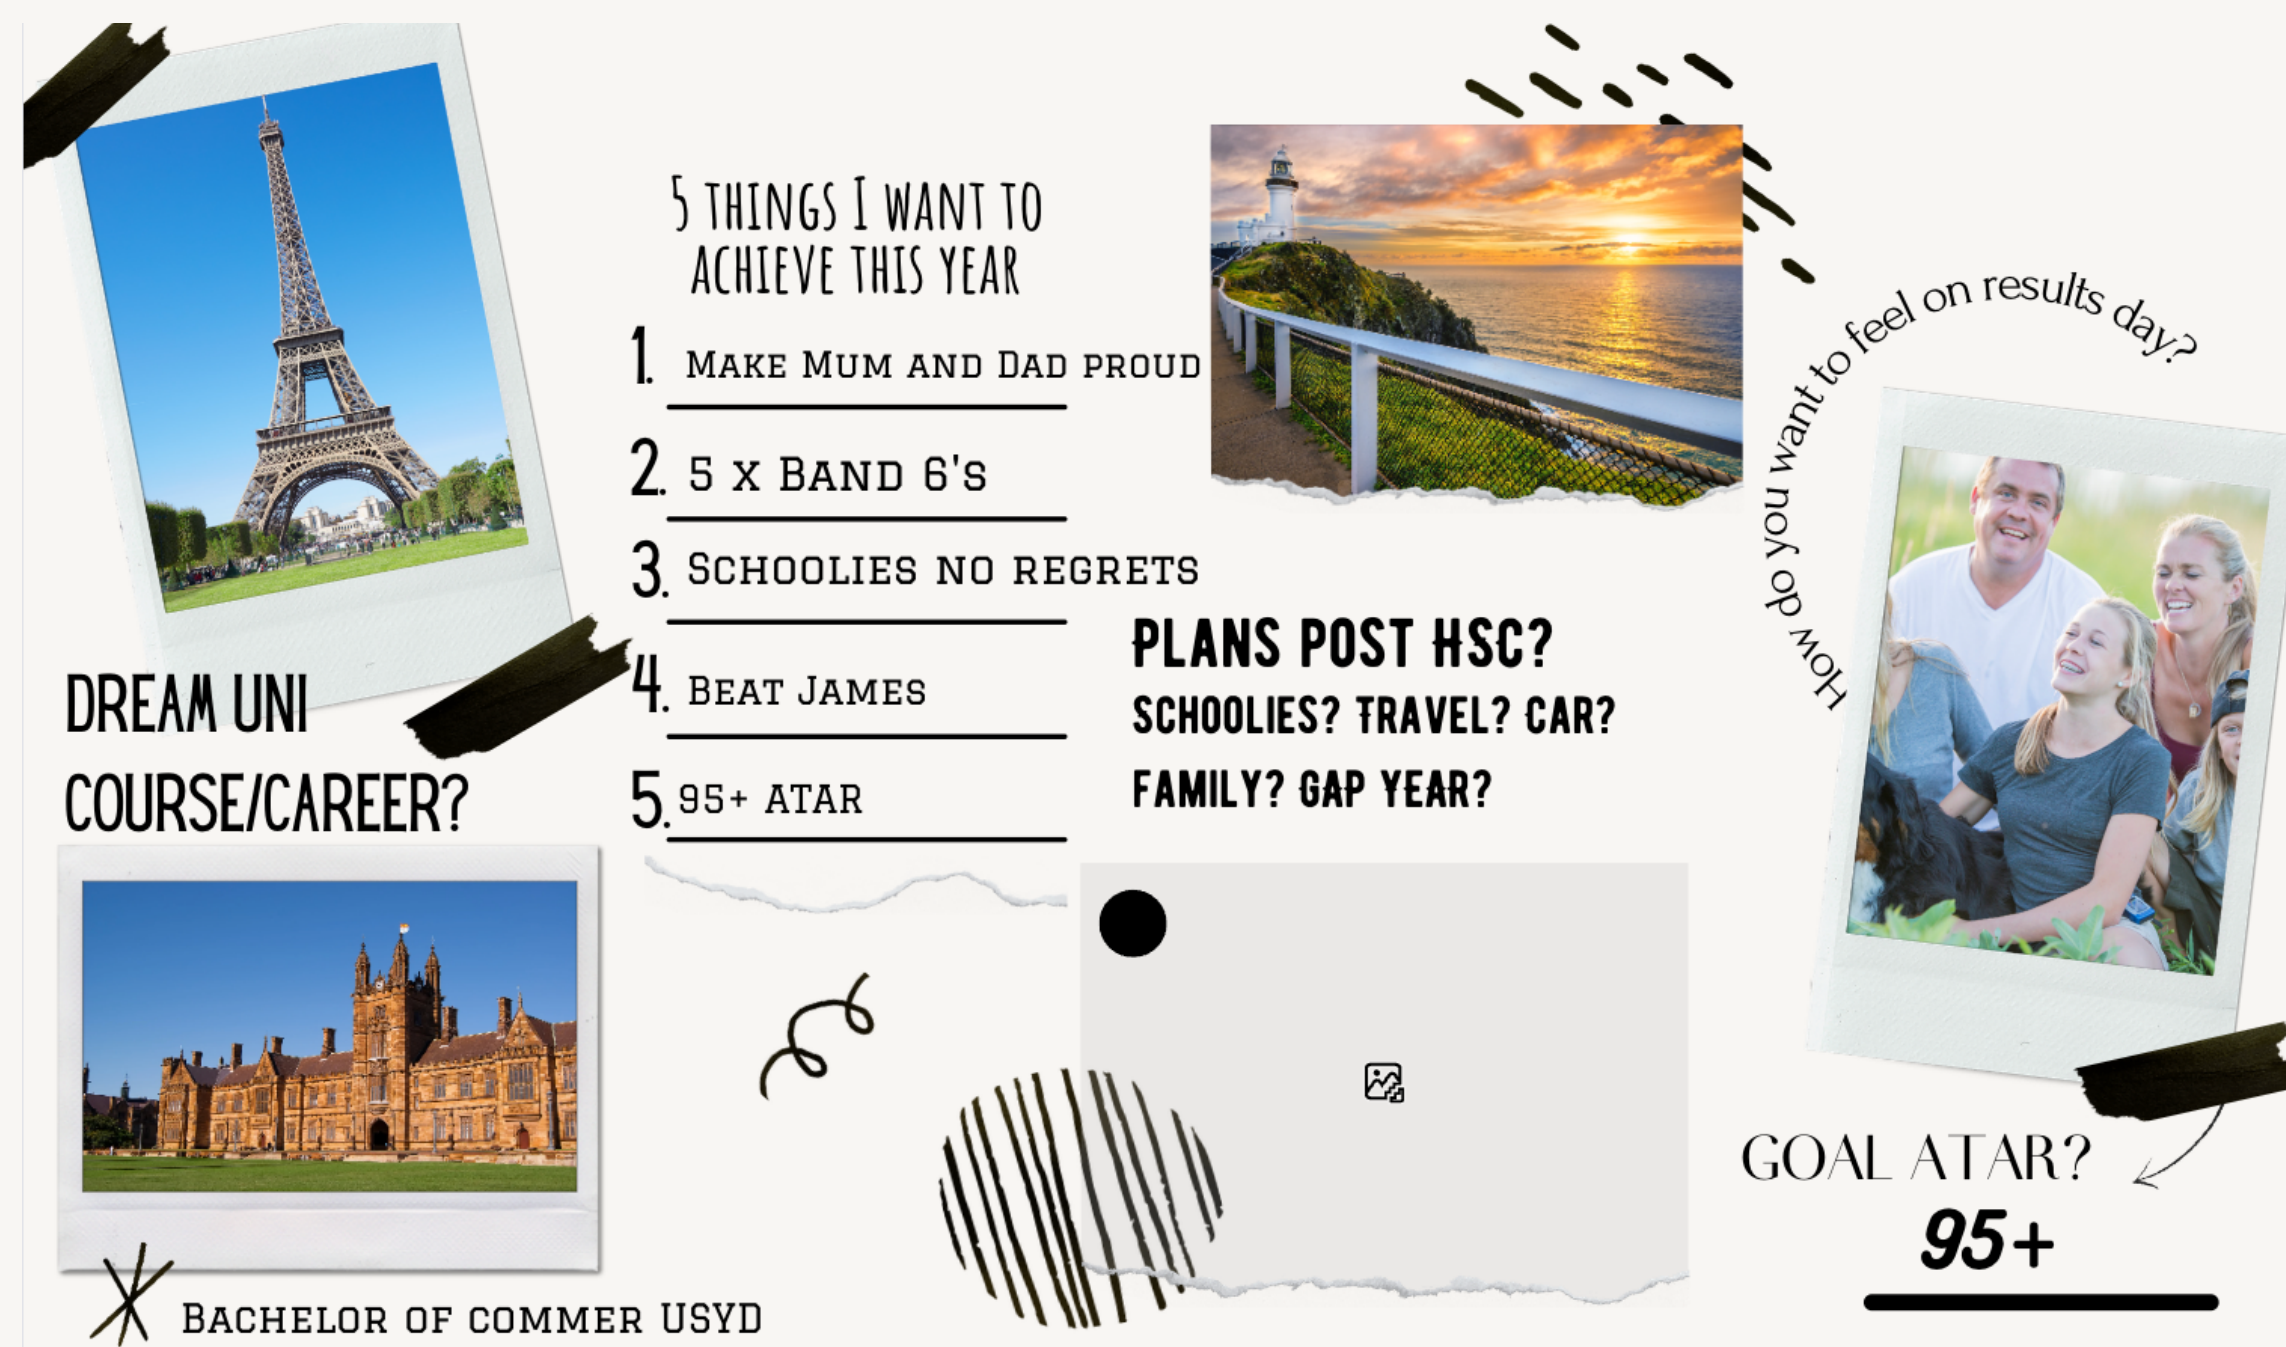 5 THINGS I WANT TO
ACHIEVE THIS YEAR
1. MAKE MUM AND DAD PROUD
2. 5 X BAND 6'S
3. SCHOOLIES NO REGRETS
4. BEAT JAMES
5. 95+ ATAR
DREAM UNI
COURSE/CAREER?
BACHELOR OF COMMER USYD
PLANS POST HSC?
SCHOOLIES? TRAVEL? CAR?
FAMILY? GAP YEAR?
How do you want to feel on results day?
GOAL ATAR?
95+